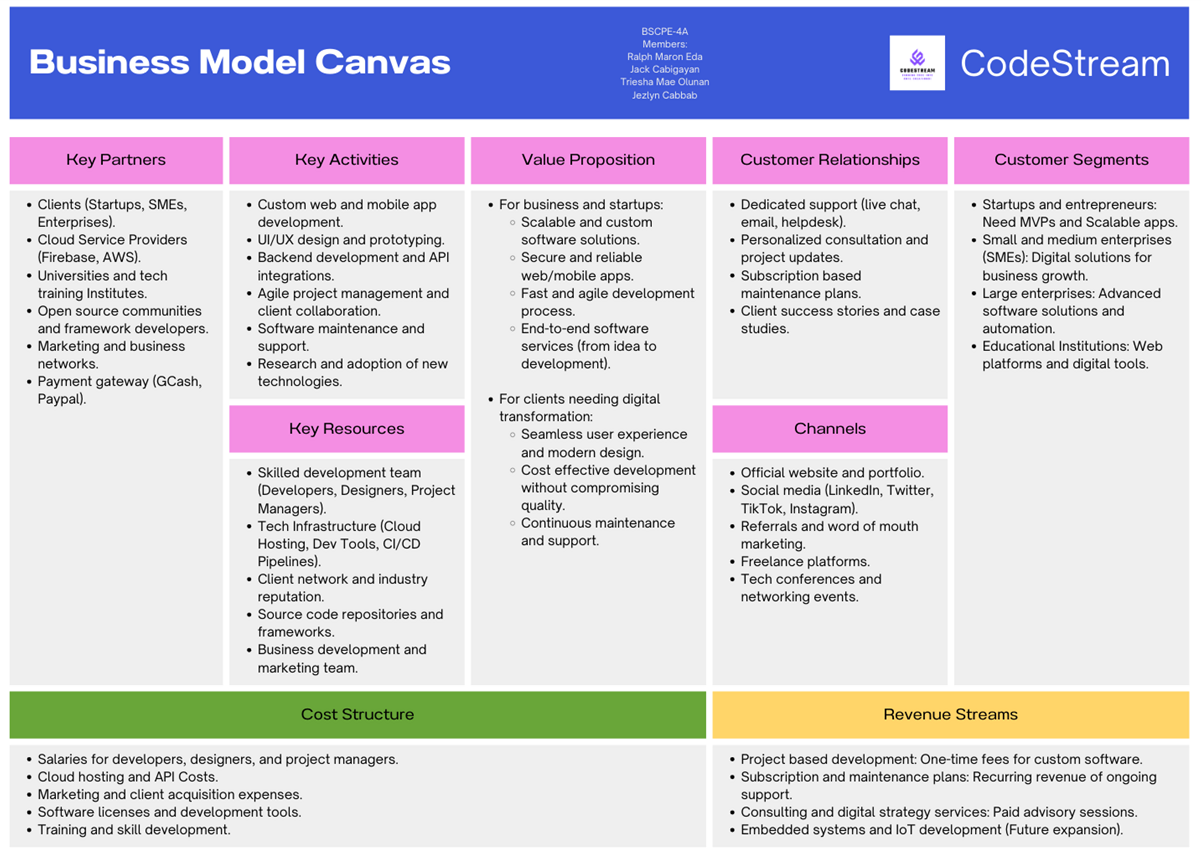 Business Model Canvas
BSCPE-4A
Members:
Ralph Maron Eda
Jack Cabigayan
Triesha Mae Olunan
Jezlyn Cabbab
CODESTREAM
CodeStream
Key Partners
• Clients (Startups, SMEs,
Enterprises).
• Cloud Service Providers
(Firebase, AWS).
• Universities and tech
training Institutes.
• Open source communities
and framework developers.
• Marketing and business
networks.
• Payment gateway (GCash,
Paypal).
Key Activities
• Custom web and mobile app
development.
• UI/UX design and prototyping.
• Backend development and API
integrations.
• Agile project management and
client collaboration.
• Software maintenance and
support.
• Research and adoption of new
technologies.
Key Resources
• Skilled development team
(Developers, Designers, Project
Managers).
• Tech Infrastructure (Cloud
Hosting, Dev Tools, CI/CD
Pipelines).
• Client network and industry
reputation.
• Source code repositories and
frameworks.
• Business development and
marketing team.
Value Proposition
• For business and startups:
◦ Scalable and custom
software solutions.
◦ Secure and reliable
web/mobile apps.
◦ Fast and agile development
process.
◦ End-to-end software
services (from idea to
development).
• For clients needing digital
transformation:
◦ Seamless user experience
and modern design.
◦ Cost effective development
without compromising
quality.
◦ Continuous maintenance
and support.
Customer Relationships
• Dedicated support (live chat,
email, helpdesk).
• Personalized consultation and
project updates.
• Subscription based
maintenance plans.
• Client success stories and case
studies.
Channels
• Official website and portfolio.
• Social media (LinkedIn, Twitter,
TikTok, Instagram).
• Referrals and word of mouth
marketing.
• Freelance platforms.
• Tech conferences and
networking events.
Customer Segments
• Startups and entrepreneurs:
Need MVPs and Scalable apps.
• Small and medium enterprises
(SMEs): Digital solutions for
business growth.
• Large enterprises: Advanced
software solutions and
automation.
• Educational Institutions: Web
platforms and digital tools.
Cost Structure
• Salaries for developers, designers, and project managers.
• Cloud hosting and API Costs.
• Marketing and client acquisition expenses.
• Software licenses and development tools.
• Training and skill development.
Revenue Streams
• Project based development: One-time fees for custom software.
• Subscription and maintenance plans: Recurring revenue of ongoing
support.
• Consulting and digital strategy services: Paid advisory sessions.
• Embedded systems and IoT development (Future expansion).